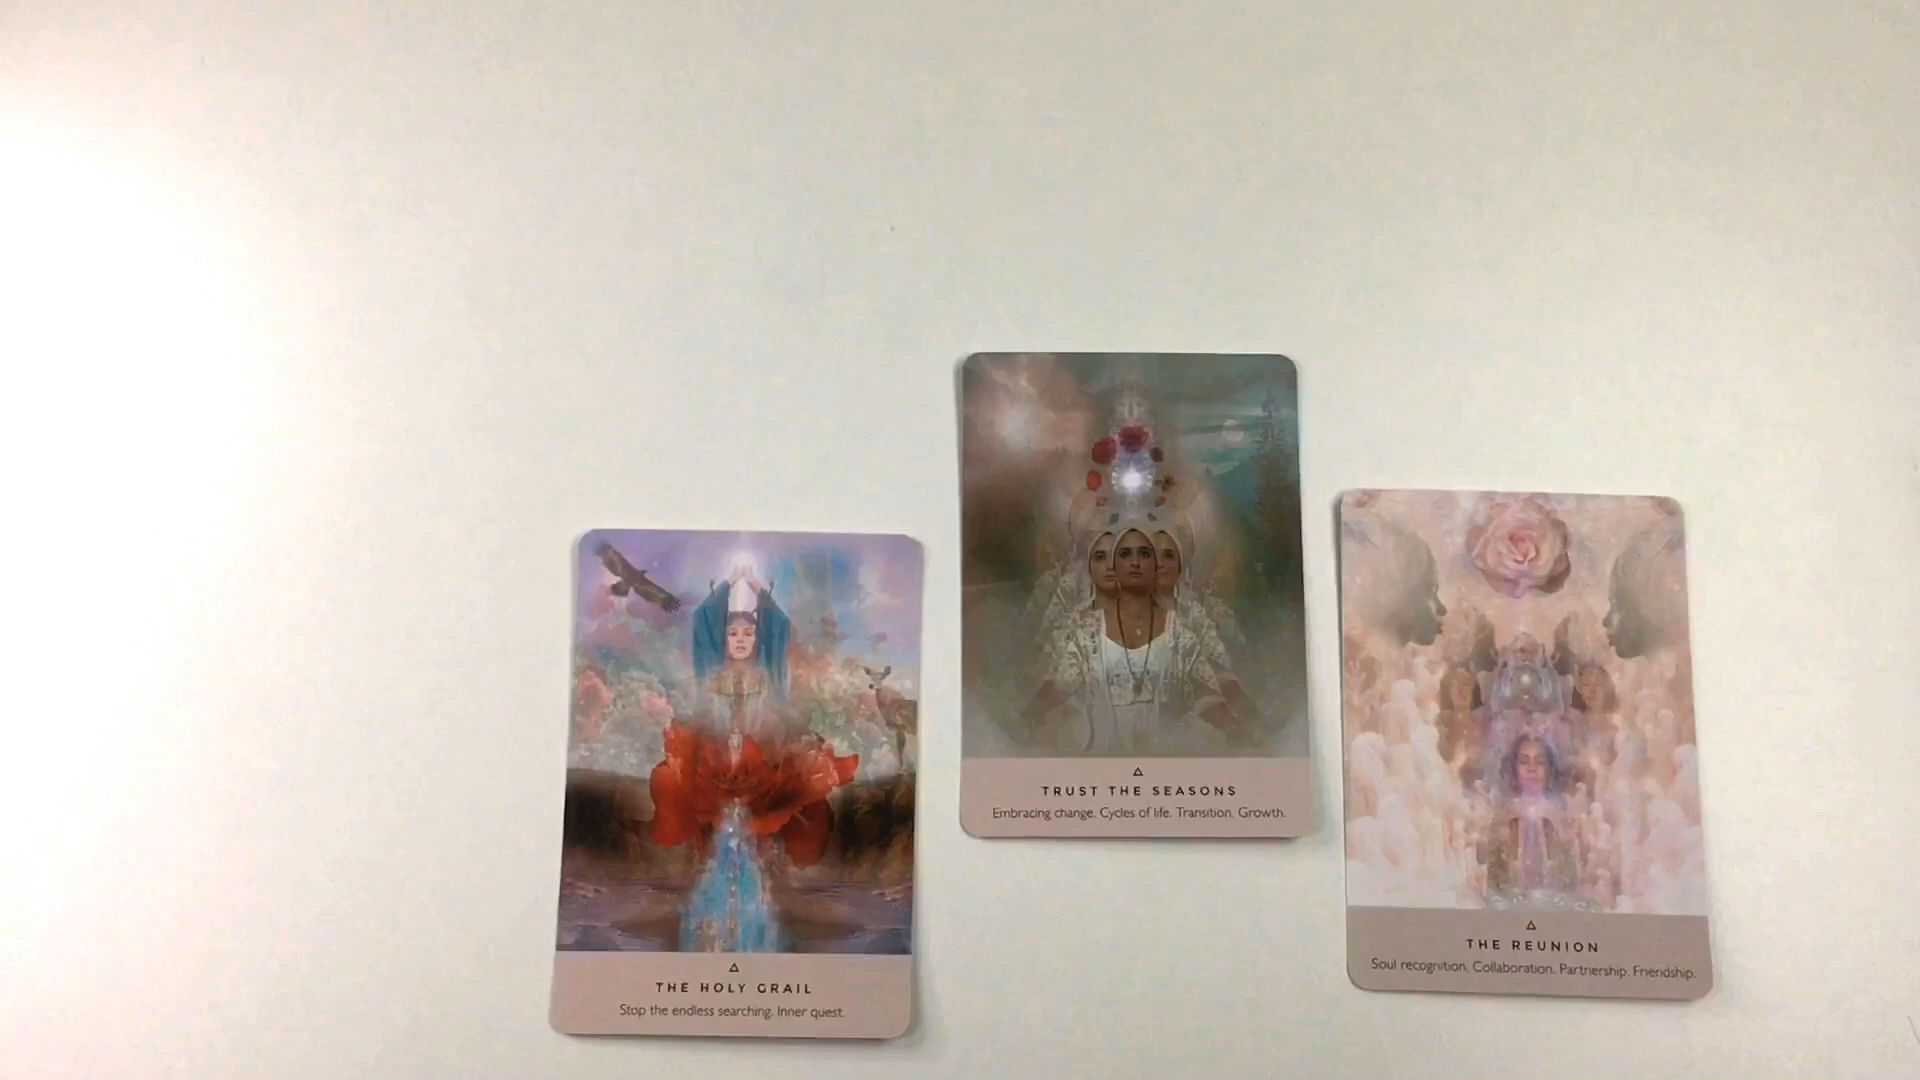 THE HOLY GRAIL
Stop the endless searching. Inner quest.
TRUST THE SEASONS
Embracing change. Cycles of life. Transition. Growth.
THE REUNION
Soul recognition. Collaboration. Partnership. Friendship.